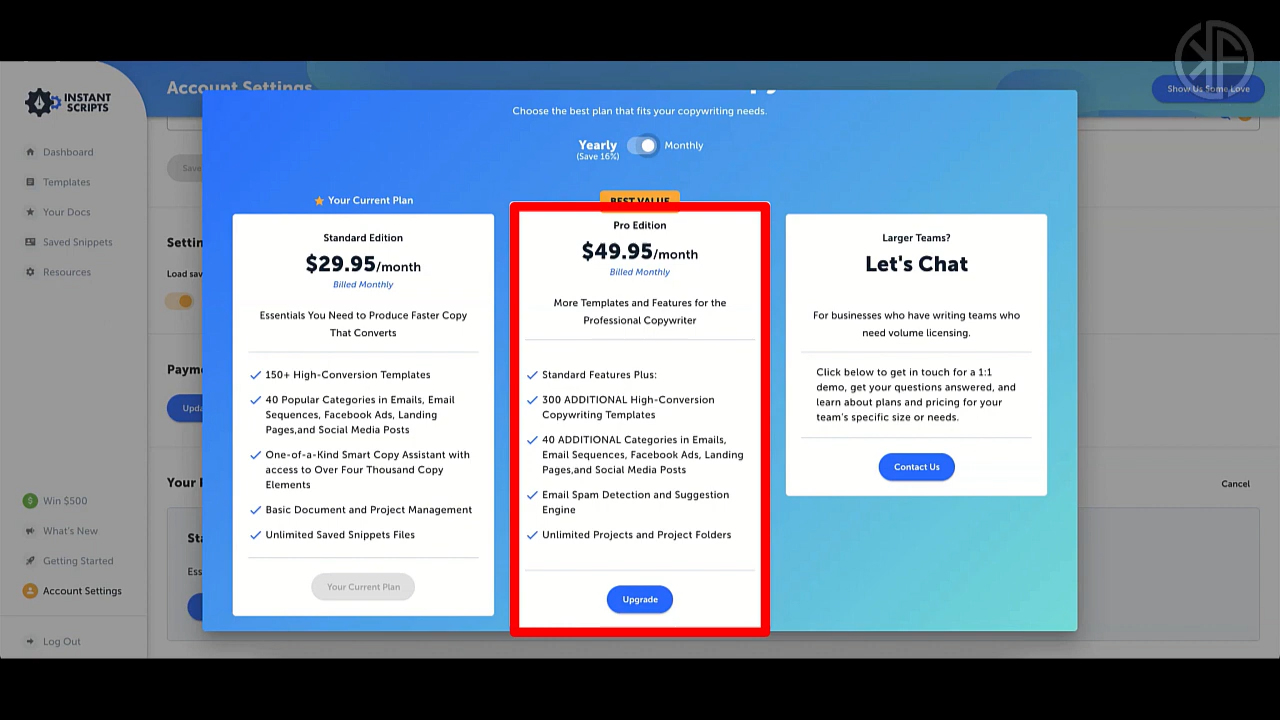 INSTANT
SCRIPTS
Account Settings
Show Us Some Love
Dashboard
Templates
Your Docs
Saved Snippets
Resources
Win $500
What's New
Getting Started
Account Settings
Log Out
Choose the best plan that fits your copywriting needs.
Yearly
(Save 16%)
Monthly
Your Current Plan
Standard Edition
$29.95/month
Billed Monthly
Essentials You Need to Produce Faster Copy
That Converts
150+ High-Conversion Templates
40 Popular Categories in Emails, Email
Sequences, Facebook Ads, Landing
Pages,and Social Media Posts
One-of-a-Kind Smart Copy Assistant with
access to Over Four Thousand Copy
Elements
Basic Document and Project Management
Unlimited Saved Snippets Files
Your Current Plan
BEST VALUE
Pro Edition
$49.95/month
Billed Monthly
More Templates and Features for the
Professional Copywriter
Standard Features Plus:
300 ADDITIONAL High-Conversion
Copywriting Templates
40 ADDITIONAL Categories in Emails,
Email Sequences, Facebook Ads, Landing
Pages,and Social Media Posts
Email Spam Detection and Suggestion
Engine
Unlimited Projects and Project Folders
Upgrade
Larger Teams?
Let's Chat
For businesses who have writing teams who
need volume licensing.
Click below to get in touch for a 1:1
demo, get your questions answered, and
learn about plans and pricing for your
team's specific size or needs.
Contact Us
Cancel